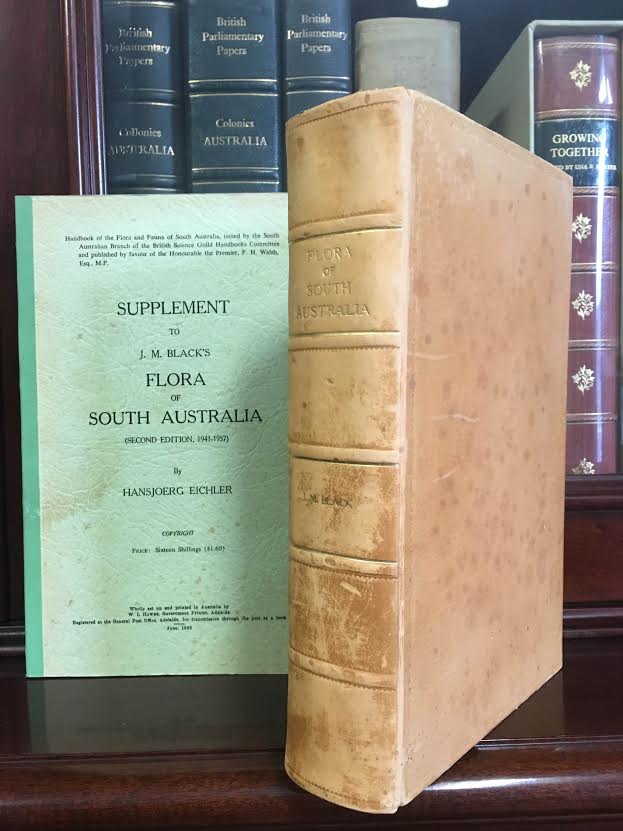 British
Parliamentary
Papers
Colonies
AUSTRALIA
British
Parliamentary
Papers
Colonies
AUSTRALIA
British
Parliamentary
Papers
GROWING
TOGETHER
Handbook of the Flora and Fauna of South Australia, issued by the South
Australian Branch of the British Science Guild Handbooks Committee
and published by favour of the Honourable the Premier, F. H. Walsh,
Esq., M.P.
SUPPLEMENT
TO
J. M. BLACK'S
FLORA
OF
SOUTH AUSTRALIA
(SECOND EDITION, 1943-1957)
By
HANSJOERG EICHLER
COPYRIGHT
PRICE: Sixteen Shillings ($1.60)
Wholly set up and printed in Australia by
W. L. HAWES, Government Printer, Adelaide
Registered at the General Post Office, Adelaide, for transmission through the post as a book
June, 1965
FLORA
OF
SOUTH
AUSTRALIA
J. M. BLACK